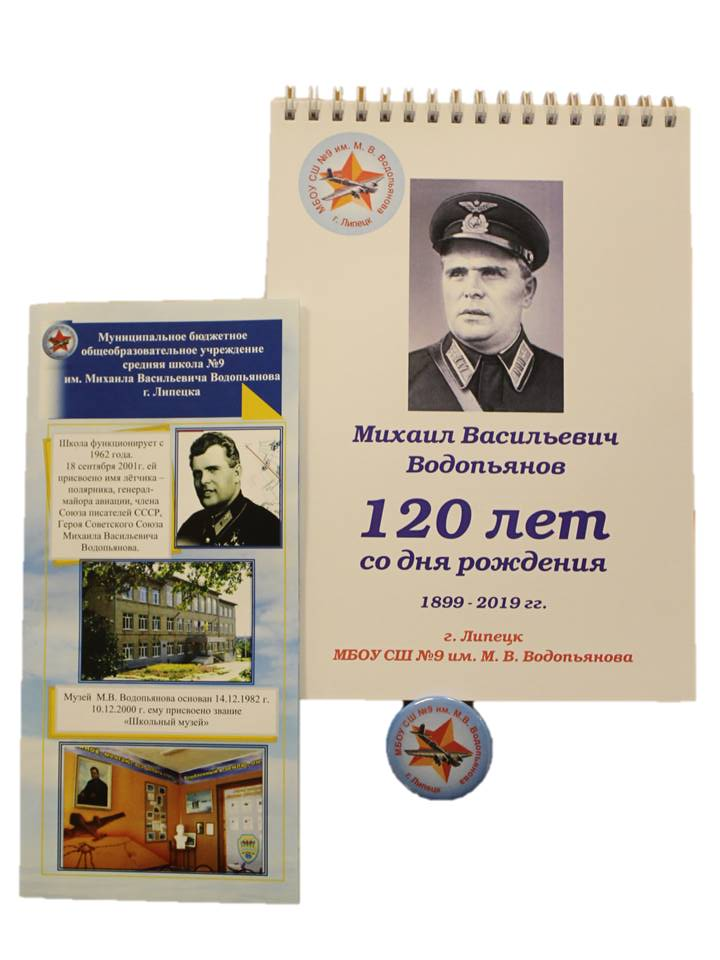 МБОУ СШ №9 им. М. В. Водопьянова
г. Липецк
Михаил Васильевич
Водопьянов
120 лет
со дня рождения
1899 - 2019 гг.
г. Липецк
МБОУ СШ №9 им. М. В. Водопьянова
Муниципальное бюджетное
общеобразовательное учреждение
средняя школа №9
им. Михаила Васильевича Водопьянова
г. Липецка
Школа функционирует с
1962 года.
18 сентября 2001г. ей
присвоено имя лётчика –
полярника, генерал-
майора авиации, члена
Союза писателей СССР,
Героя Советского Союза
Михаила Васильевича
Водопьянова.
Музей М.В. Водопьянова основан 14.12.1982 г.
10.12.2000 г. ему присвоено звание
«Школьный музей»
МБОУ СШ №9 им. М. В. Водопьянова
г. Липецк